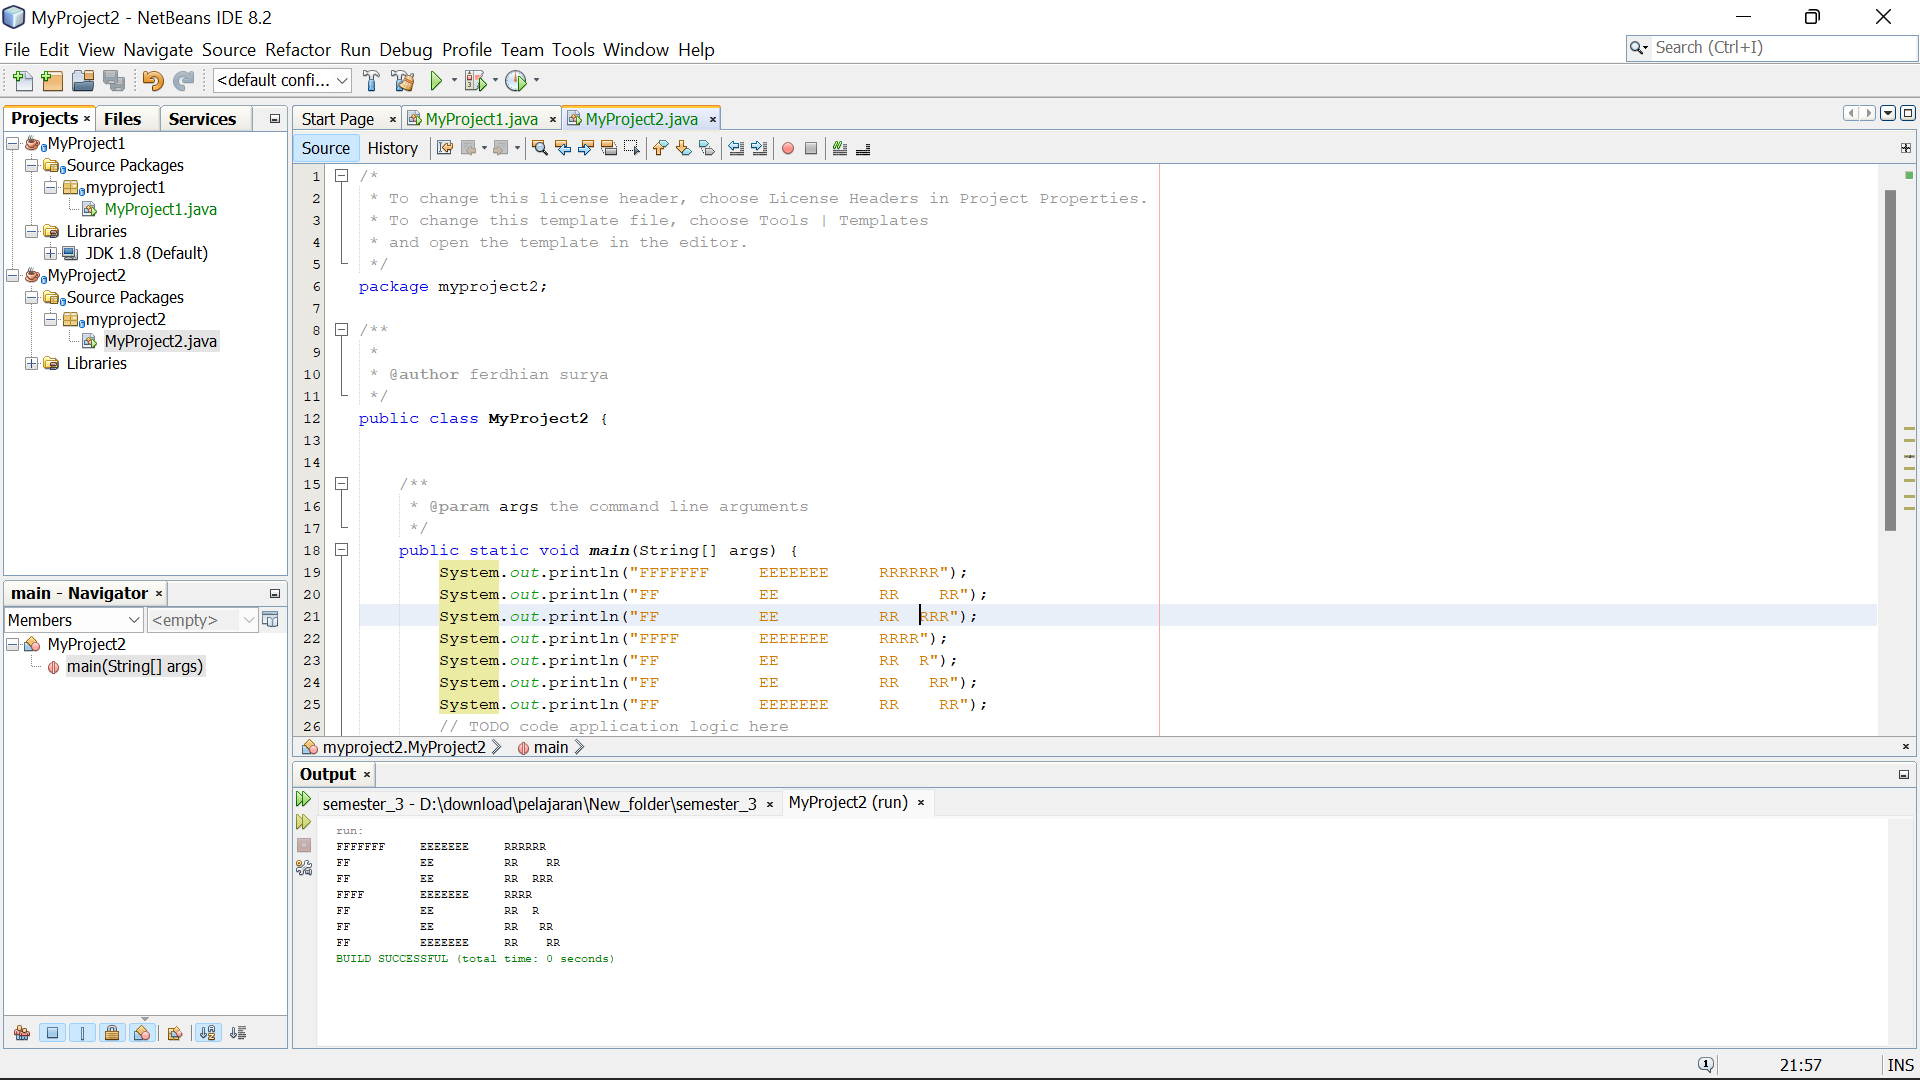 MyProject2 - NetBeans IDE 8.2
File Edit View Navigate Source Refactor Run Debug Profile Team Tools Window Help
Search (Ctrl+I)
<default confi...
Projects
Files
Services
MyProject1
Source Packages
myproject1
MyProject1.java
Libraries
JDK 1.8 (Default)
MyProject2
Source Packages
myproject2
MyProject2.java
Libraries
main - Navigator
Members
<empty>
MyProject2
main(String[] args)
Start Page
MyProject1.java
MyProject2.java
Source
History
1 /*
2  * To change this license header, choose License Headers in Project Properties.
3  * To change this template file, choose Tools | Templates
4  * and open the template in the editor.
5  */
6 package myproject2;
7
8 /**
9  *
10  * @author ferdhian surya
11  */
12 public class MyProject2 {
13
14
15     /**
16      * @param args the command line arguments
17      */
18     public static void main(String[] args) {
19         System.out.println("FFFFFFF     EEEEEEE     RRRRRR");
20         System.out.println("FF          EE          RR    RR");
21         System.out.println("FF          EE          RR  RRR");
22         System.out.println("FFFF        EEEEEEE     RRRR");
23         System.out.println("FF          EE          RR  R");
24         System.out.println("FF          EE          RR   RR");
25         System.out.println("FF          EEEEEEE     RR    RR");
26         // TODO code application logic here
myproject2.MyProject2
main
Output
semester_3 - D:\download\pelajaran\New_folder\semester_3
MyProject2 (run)
run:
FFFFFFF     EEEEEEE     RRRRRR
FF          EE          RR    RR
FF          EE          RR  RRR
FFFF        EEEEEEE     RRRR
FF          EE          RR  R
FF          EE          RR   RR
FF          EEEEEEE     RR    RR
BUILD SUCCESSFUL (total time: 0 seconds)
21:57
INS